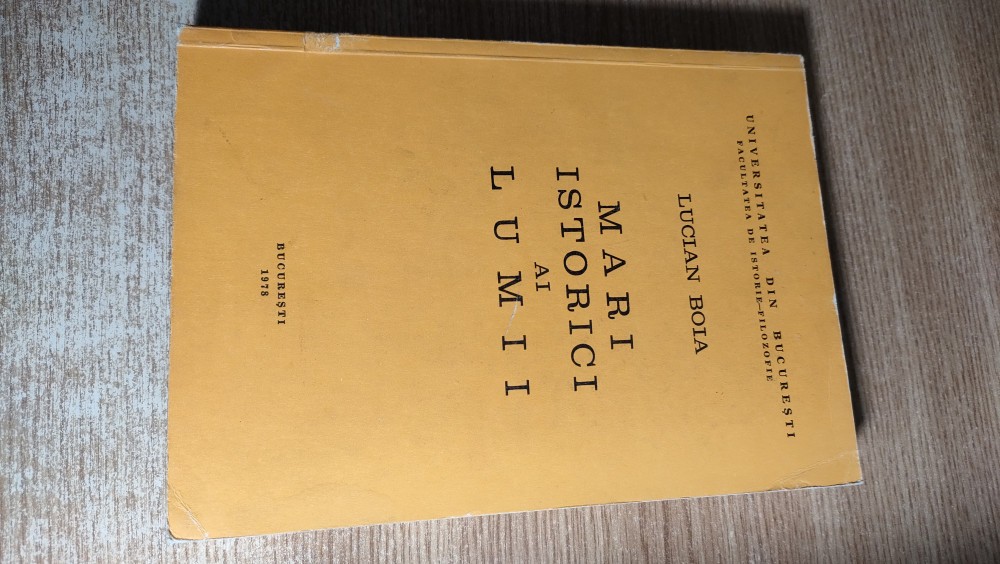 UNIVERSITATEA DIN BUCUREȘTI
FACULTATEA DE ISTORIE—FILOZOFIE
LUCIAN BOIA
MARI
ISTORICI
AI
LUMII
BUCUREȘTI
1978